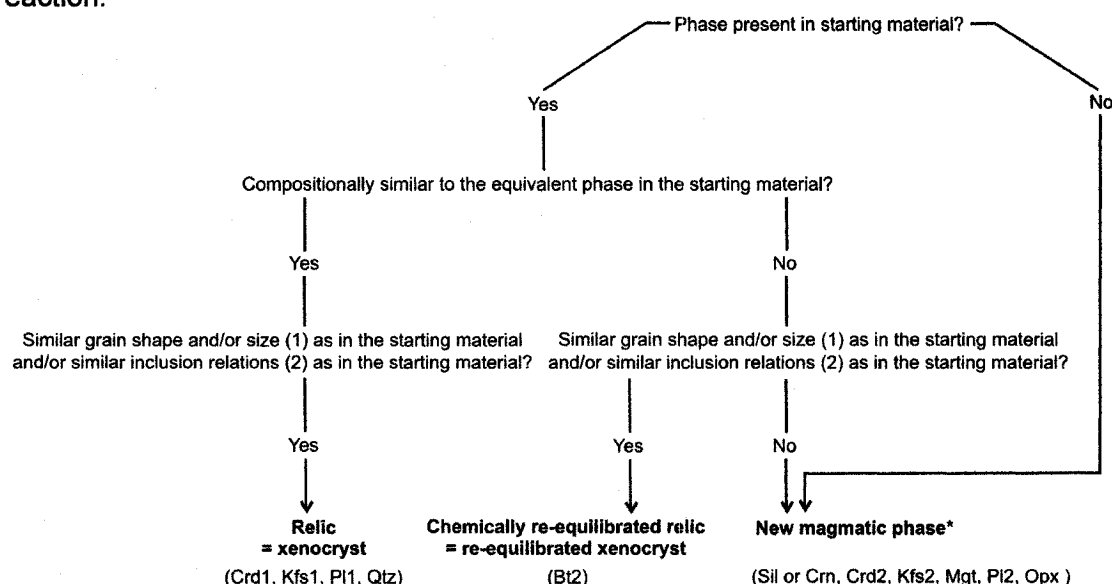 eaction.
Phase present in starting material?
Yes
No
Compositionally similar to the equivalent phase in the starting material?
Yes
No
Similar grain shape and/or size (1) as in the starting material
and/or similar inclusion relations (2) as in the starting material?
Similar grain shape and/or size (1) as in the starting material
and/or similar inclusion relations (2) as in the starting material?
Yes
Yes
No
Relic
= xenocryst
(Crd1, Kfs1, Pl1, Qtz)
Chemically re-equilibrated relic
= re-equilibrated xenocryst
(Bt2)
New magmatic phase*
(Sil or Crn, Crd2, Kfs2, Mgt, Pl2, Opx )